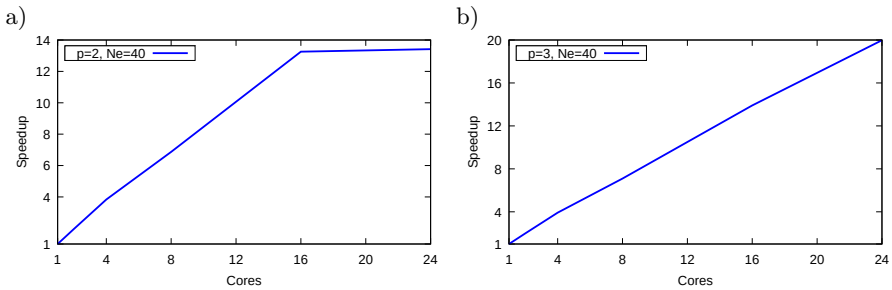 a)
14
12
10
8
6
4
1
Speedup
p=2, Ne=40
1 4 8 12 16 20 24
Cores
b)
20
16
12
8
4
1
Speedup
p=3, Ne=40
1 4 8 12 16 20 24
Cores